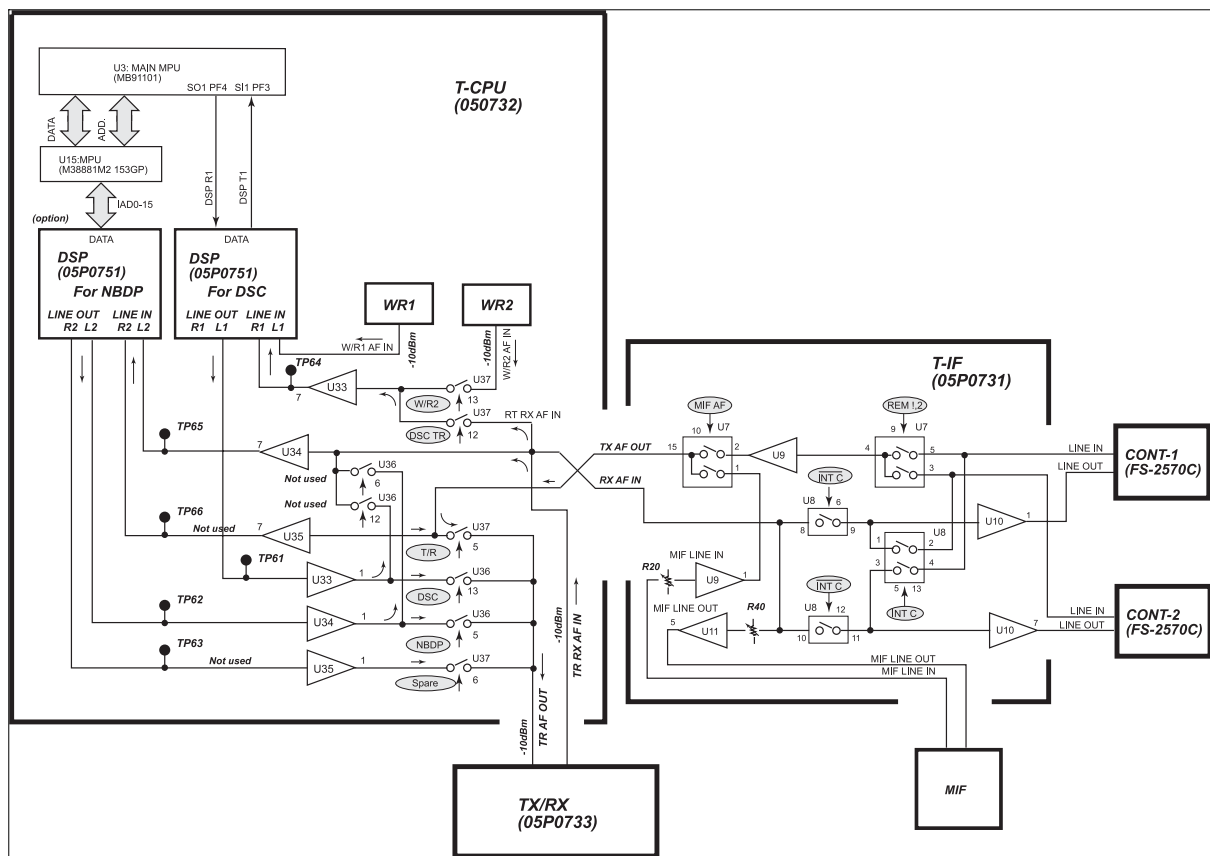 U3: MAIN MPU
(MB91101)
SO1 PF4
SI1 PF3
T-CPU
(050732)
DATA
ADD.
U15:MPU
(M38881M2 153GP)
DSP R1
DSP T1
IAD0-15
(option)
DATA
DSP
(05P0751)
For NBDP
LINE OUT
LINE IN
R2 L2
R2 L2
DATA
DSP
(05P0751)
For DSC
LINE OUT
LINE IN
R1 L1
R1 L1
WR1
WR2
-10dBm
W/R1 AF IN
-10dBm
W/R2 AF IN
TP64
U33
7
U37
W/R2
13
U37
DSC TR
12
RT RX AF IN
TP65
7
U34
Not used
U36
6
Not used
U36
12
TP66
Not used
7
U35
U37
T/R
5
TP61
U33
1
U36
DSC
13
TP62
U34
1
U36
NBDP
5
TP63
Not used
U35
1
U37
Spare
6
-10dBm
TR AF OUT
-10dBm
TR RX AF IN
TX/RX
(05P0733)
TX AF OUT
RX AF IN
T-IF
(05P0731)
MIF AF
10
U7
15
2
1
U9
REM !,2
9
U7
4
5
3
INT C
U8
6
8
9
U8
1
2
3
4
5
13
INT C
U10
1
MIF LINE IN
R20
U9
1
MIF LINE OUT
5
U11
R40
INT C
U8
12
10
11
U10
7
MIF LINE OUT
MIF LINE IN
LINE IN
LINE OUT
CONT-1
(FS-2570C)
LINE IN
LINE OUT
CONT-2
(FS-2570C)
MIF